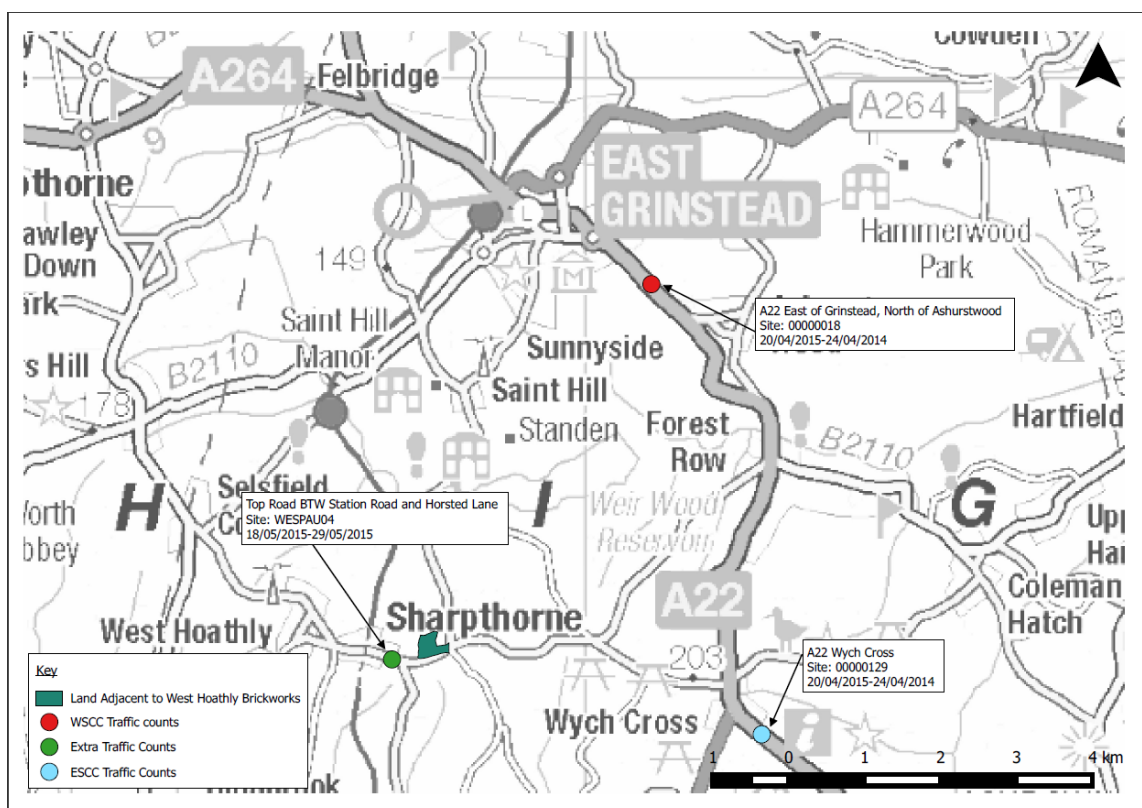 Cowden
A264
Felbridge
A264
9
EAST
GRINSTEAD
L
M
Hammerwood
Park
ROMAN
149
Down
Saint Hill
Manor
A22 East of Grinstead, North of Ashurstwood
Site: 00000018
20/04/2015-24/04/2014
Sunnyside
B2110
s Hill
178
Saint Hill
Standen
Forest
Row
B2110
Hartfield
Selsfield
H
I
G
Top Road BTW Station Road and Horsted Lane
Site: WESPAU04
18/05/2015-29/05/2015
Weir Wood
Reservoir
Coleman
Hatch
A22
Sharpthorne
West Hoathly
203
A22 Wych Cross
Site: 00000129
20/04/2015-24/04/2014
Wych Cross
i
Key
Land Adjacent to West Hoathly Brickworks
WSCC Traffic counts
Extra Traffic Counts
ESCC Traffic Counts
1 0 1 2 3 4 km